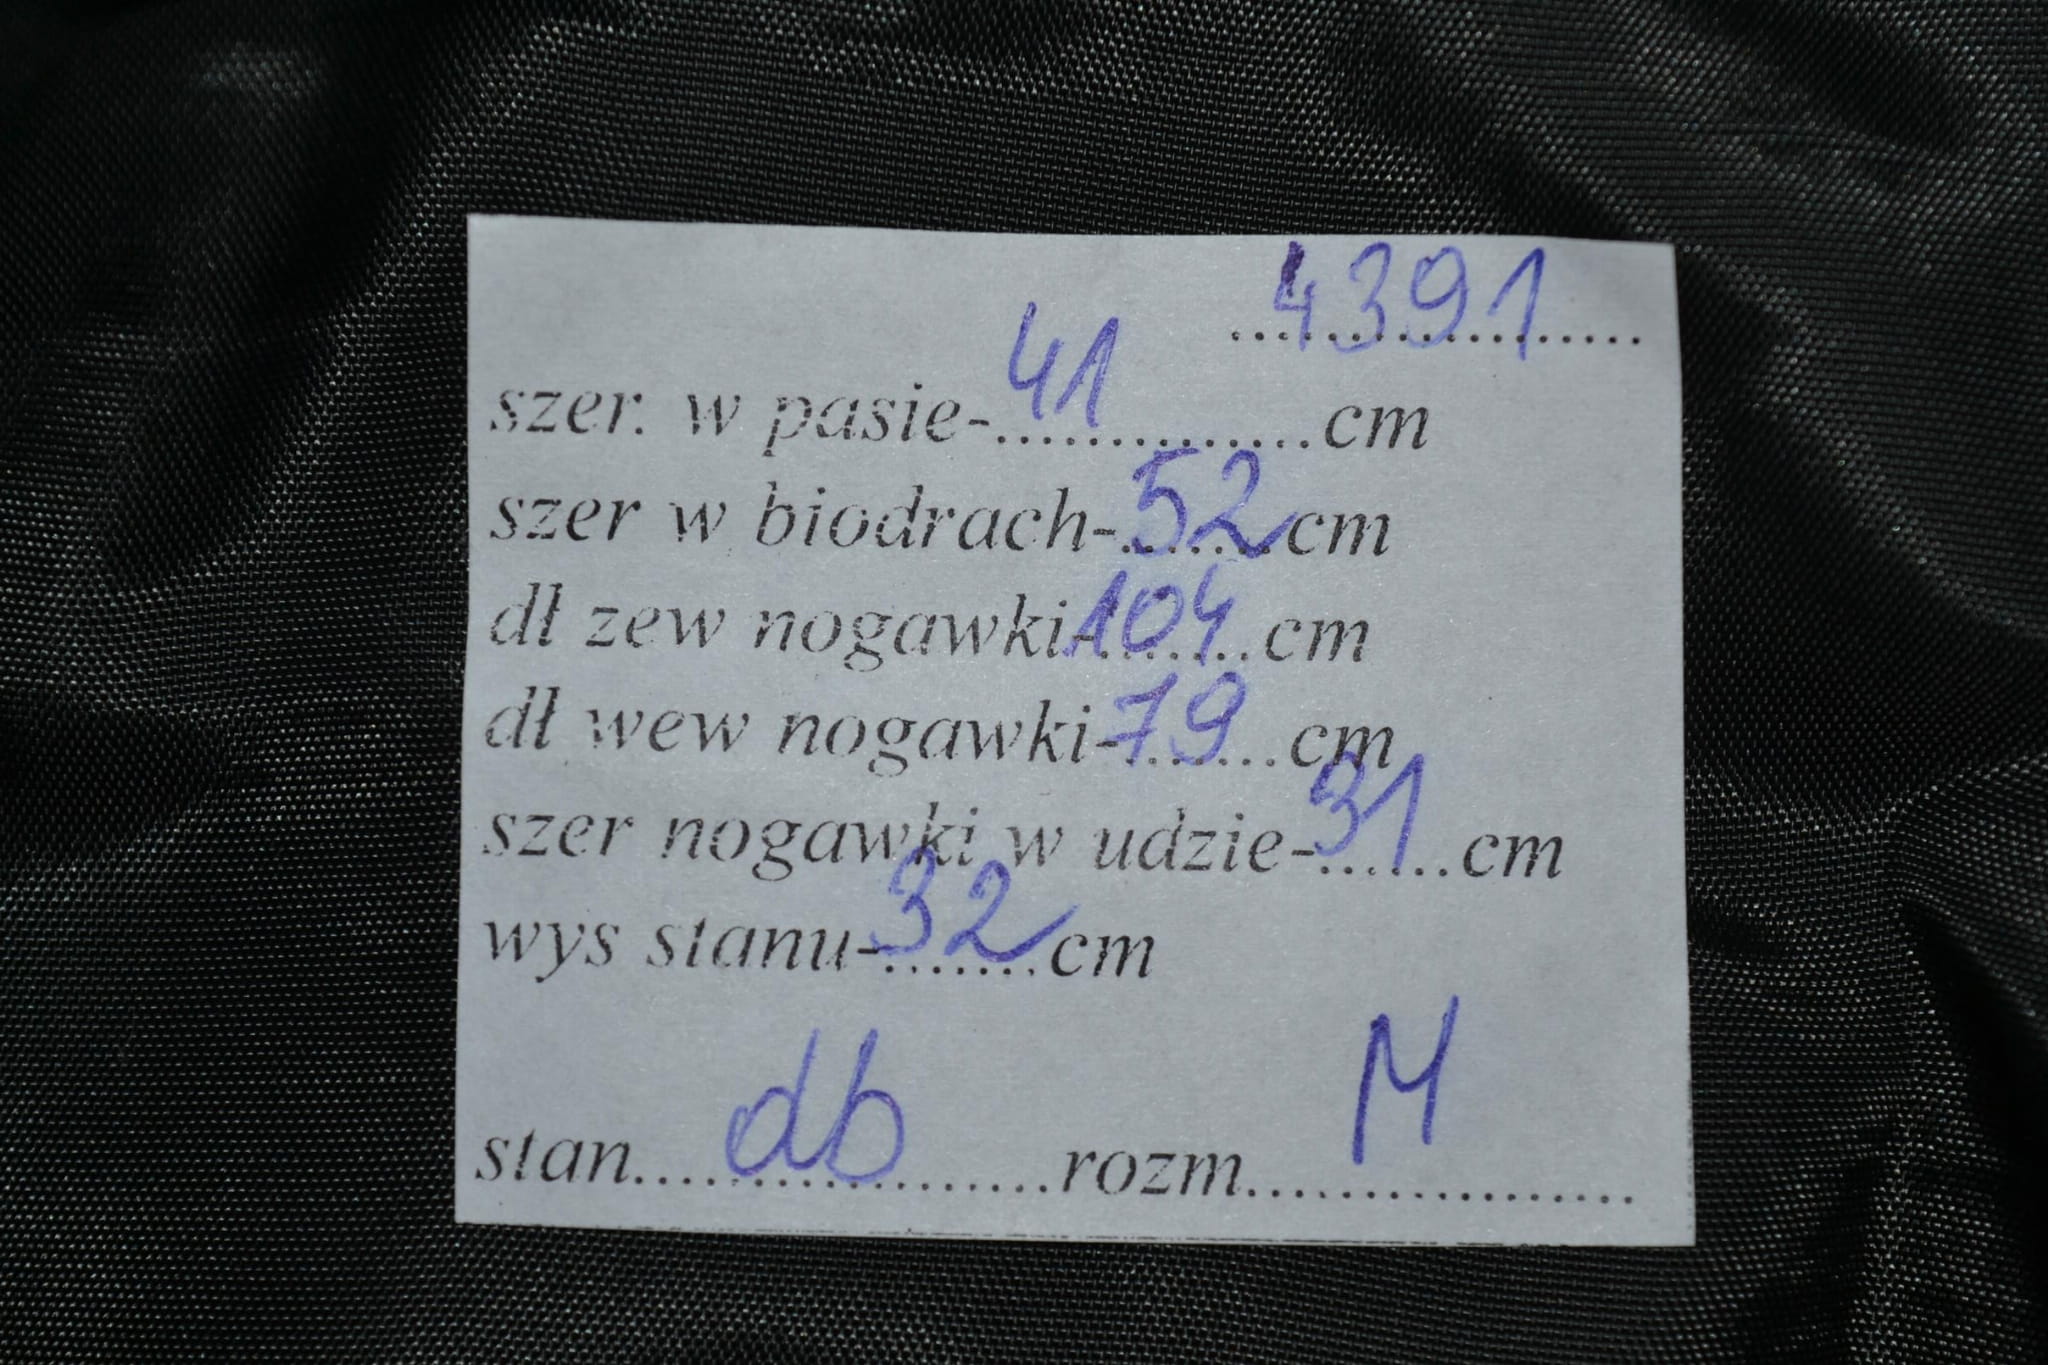 4391
szer. w pasie-41..............cm
szer w biodrach-52........cm
dł zew nogawki-104.......cm
dł wew nogawki-79.......cm
szer nogawki w udzie-31......cm
wys stanu-32.......cm
stan....db..................rozm....M.............